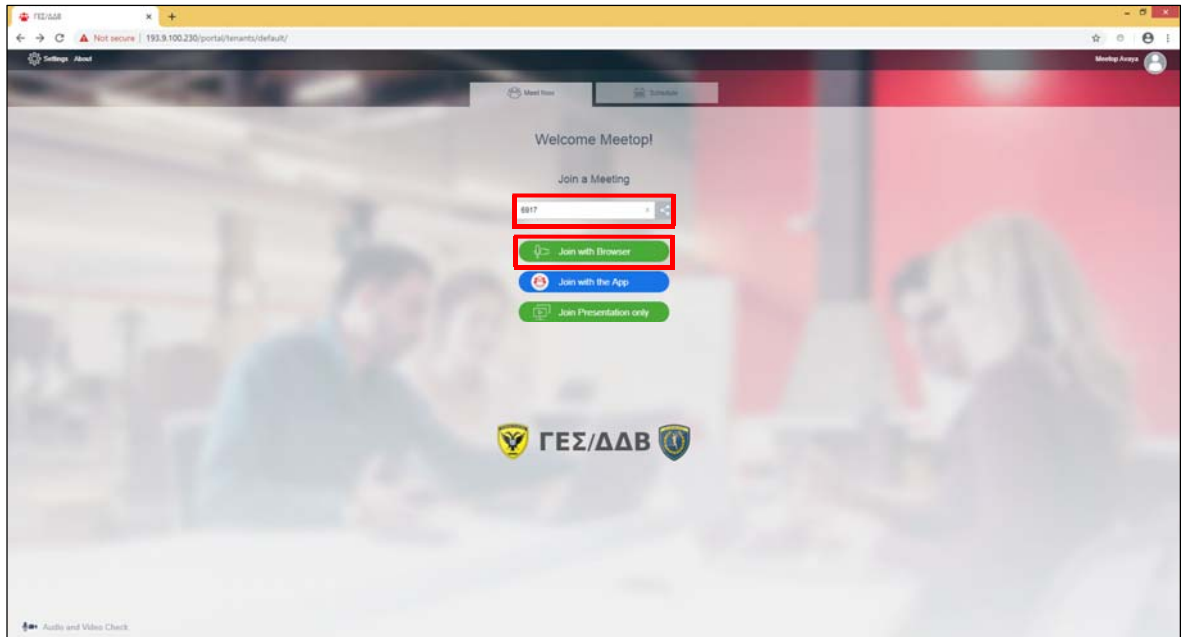 ΓΕΣ/ΔΔΒ
Not secure | 193.9.100.230/portal/tenants/default/
Settings About
Meetop Avaya
Meet Now
Schedule
Welcome Meetop!
Join a Meeting
6917
Join with Browser
Join with the App
Join Presentation only
ΓΕΣ/ΔΔΒ
Audio and Video Check